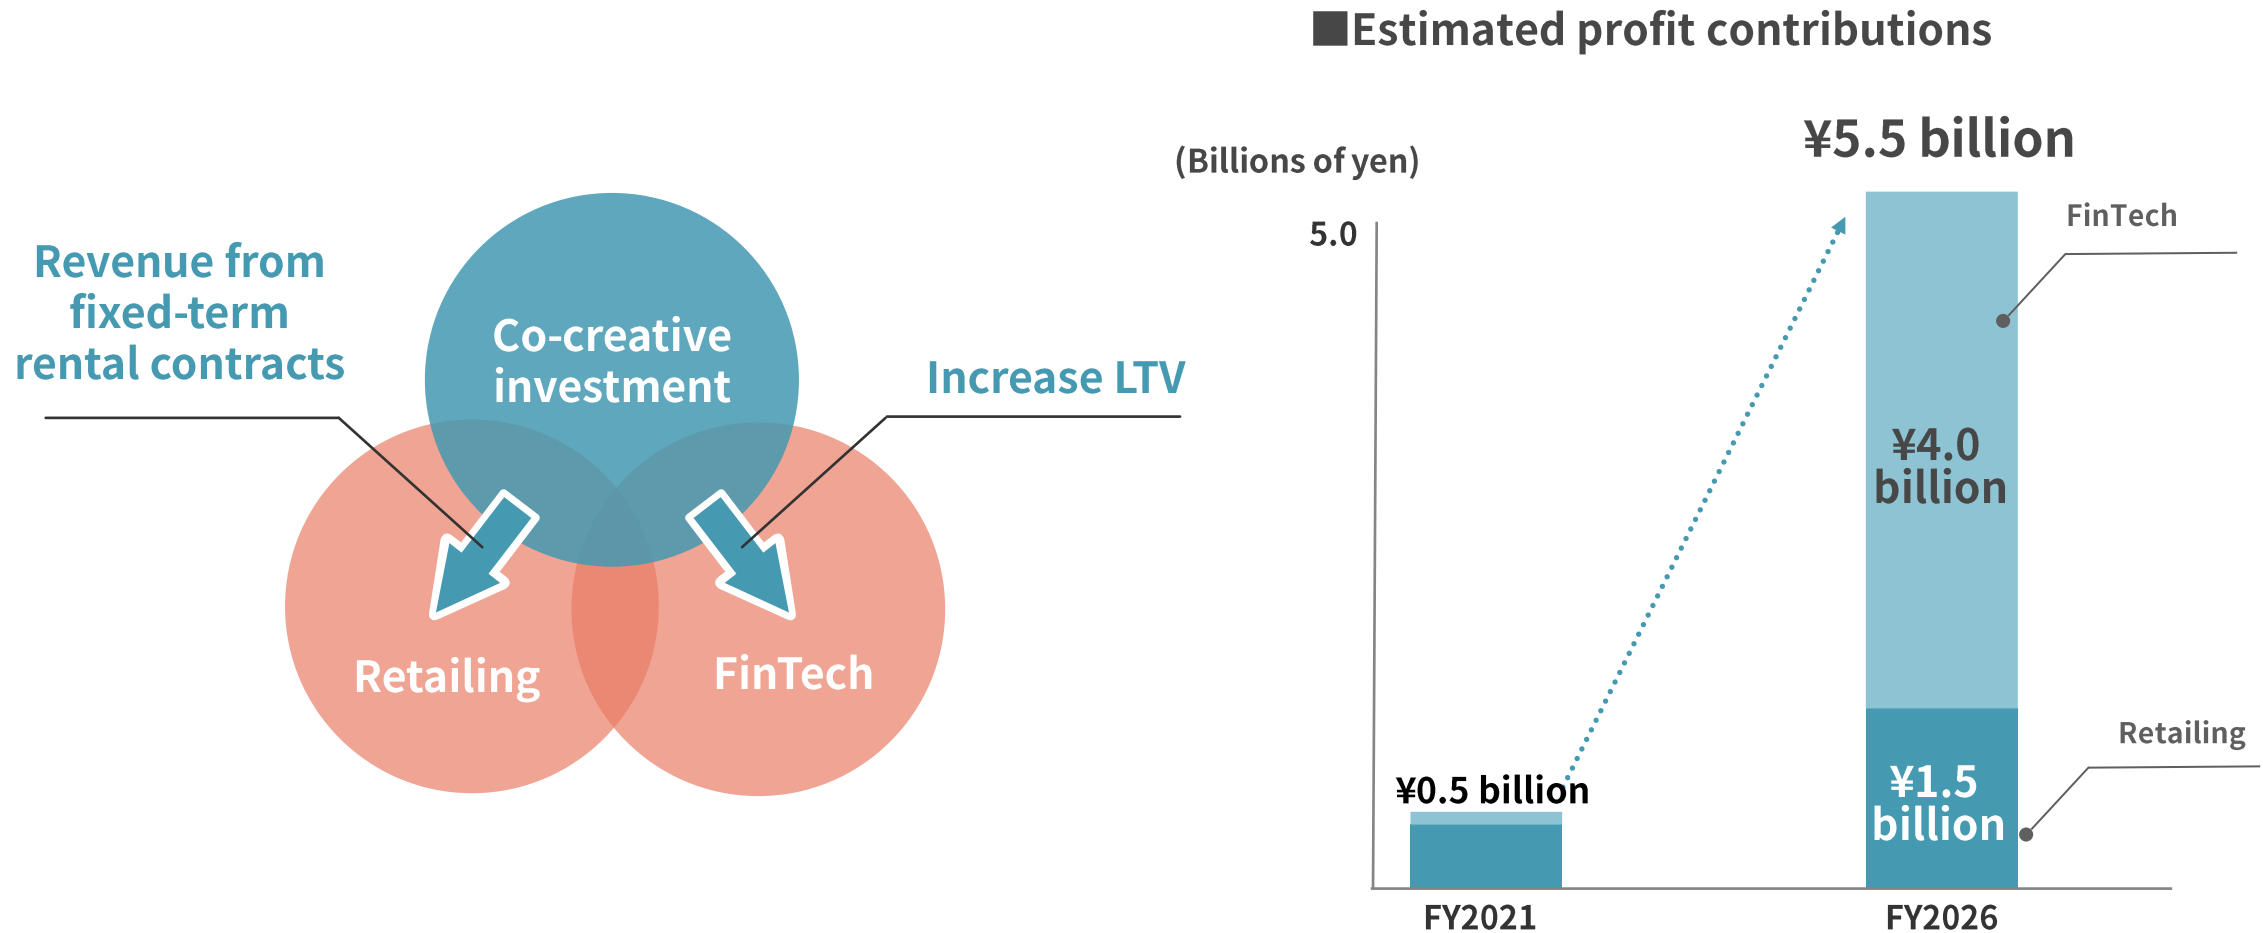 Revenue from
fixed-term
rental contracts
Co-creative
investment
Increase LTV
Retailing
FinTech
■Estimated profit contributions
(Billions of yen)
5.0
¥5.5 billion
FinTech
¥4.0
billion
Retailing
¥1.5
billion
¥0.5 billion
FY2021
FY2026